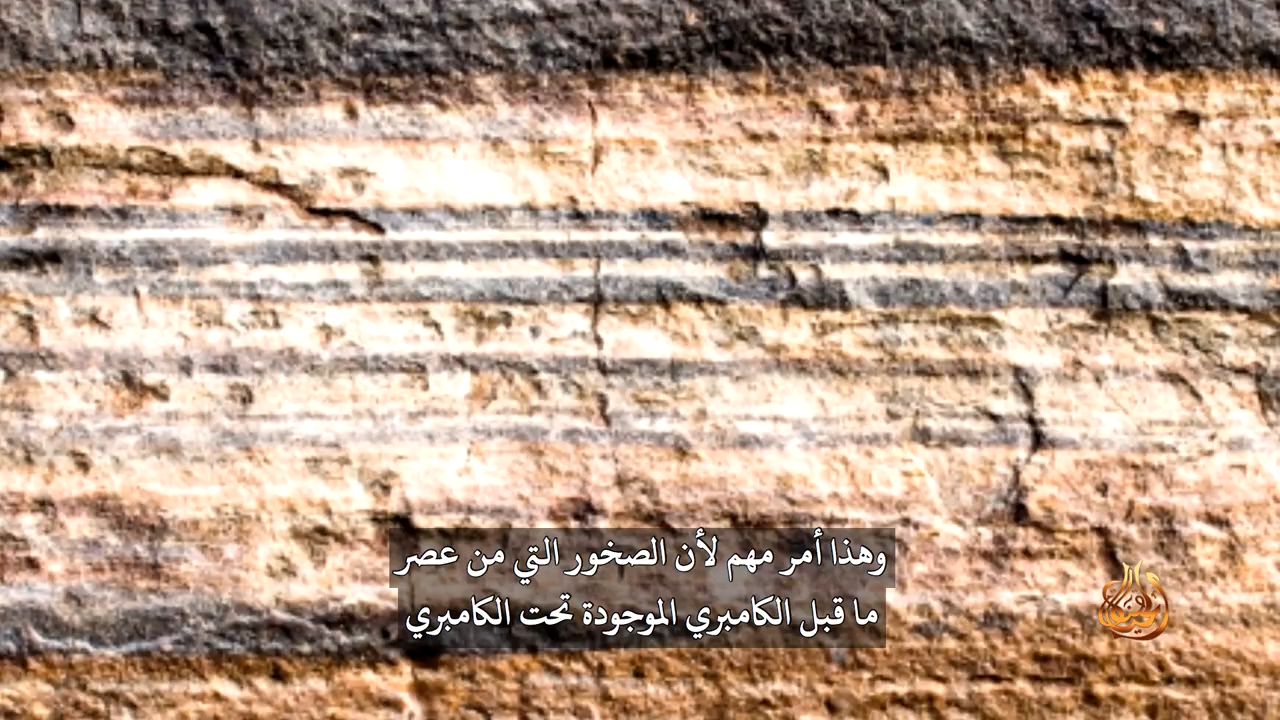 وهذا أمر مهم لأن الصخور التي من عصر
ما قبل الكامبري الموجودة تحت الكامبري